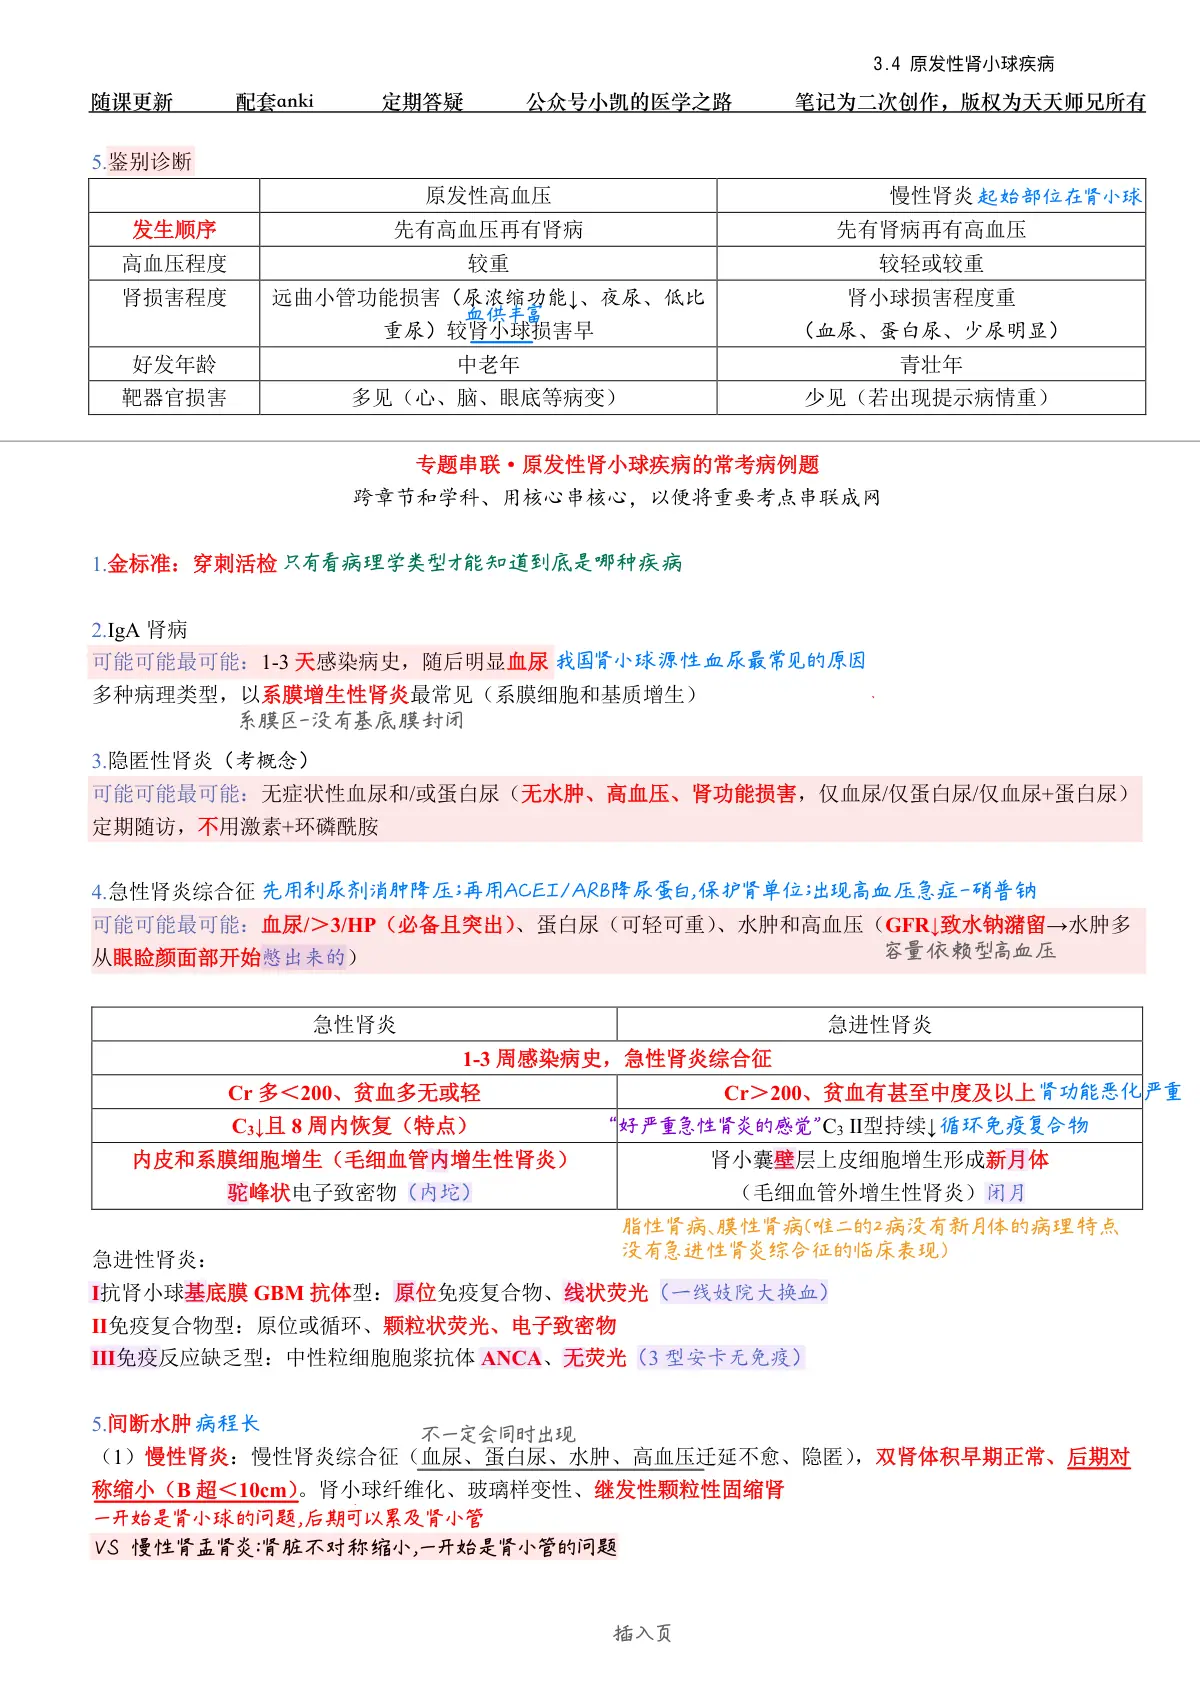 3.4 原发性肾小球疾病
随课更新 配套anki 定期答疑 公众号小凯的医学之路 笔记为二次创作，版权为天天师兄所有
5.鉴别诊断
原发性高血压 慢性肾炎 起始部位在肾小球
发生顺序 先有高血压再有肾病 先有肾病再有高血压
高血压程度 较重 较轻或较重
肾损害程度 远曲小管功能损害（尿浓缩功能↓、夜尿、低比 肾小球损害程度重
血供丰富
重尿）较肾小球损害早 （血尿、蛋白尿、少尿明显）
好发年龄 中老年 青壮年
靶器官损害 多见（心、脑、眼底等病变） 少见（若出现提示病情重）
专题串联·原发性肾小球疾病的常考病例题
跨章节和学科、用核心串核心，以便将重要考点串联成网
1.金标准：穿刺活检 只有看病理学类型才能知道到底是哪种疾病
2.IgA 肾病
可能可能最可能：1-3 天感染病史，随后明显血尿 我国肾小球源性血尿最常见的原因
多种病理类型，以系膜增生性肾炎最常见（系膜细胞和基质增生）
系膜区-没有基底膜封闭
3.隐匿性肾炎（考概念）
可能可能最可能：无症状性血尿和/或蛋白尿（无水肿、高血压、肾功能损害，仅血尿/仅蛋白尿/仅血尿+蛋白尿）
定期随访，不用激素+环磷酰胺
4.急性肾炎综合征 先用利尿剂消肿降压;再用ACEI/ARB降尿蛋白,保护肾单位;出现高血压急症-硝普钠
可能可能最可能：血尿/＞3/HP（必备且突出）、蛋白尿（可轻可重）、水肿和高血压（GFR↓致水钠潴留→水肿多
从眼睑颜面部开始憋出来的） 容量依赖型高血压
急性肾炎 急进性肾炎
1-3 周感染病史，急性肾炎综合征
Cr 多＜200、贫血多无或轻 Cr＞200、贫血有甚至中度及以上 肾功能恶化严重
C₃↓且 8 周内恢复（特点） “好严重急性肾炎的感觉”C₃ II型持续↓ 循环免疫复合物
内皮和系膜细胞增生（毛细血管内增生性肾炎） 肾小囊壁层上皮细胞增生形成新月体
驼峰状电子致密物（内坨） （毛细血管外增生性肾炎）闭月
脂性肾病、膜性肾病(唯二的2病没有新月体的病理特点
没有急进性肾炎综合征的临床表现)
急进性肾炎：
I抗肾小球基底膜 GBM 抗体型：原位免疫复合物、线状荧光（一线妓院大换血）
II免疫复合物型：原位或循环、颗粒状荧光、电子致密物
III免疫反应缺乏型：中性粒细胞胞浆抗体 ANCA、无荧光（3 型安卡无免疫）
5.间断水肿 病程长
不一定会同时出现
（1）慢性肾炎：慢性肾炎综合征（血尿、蛋白尿、水肿、高血压迁延不愈、隐匿），双肾体积早期正常、后期对
称缩小（B 超＜10cm）。肾小球纤维化、玻璃样变性、继发性颗粒性固缩肾
一开始是肾小球的问题,后期可以累及肾小管
VS 慢性肾盂肾炎:肾脏不对称缩小,一开始是肾小管的问题
插入页